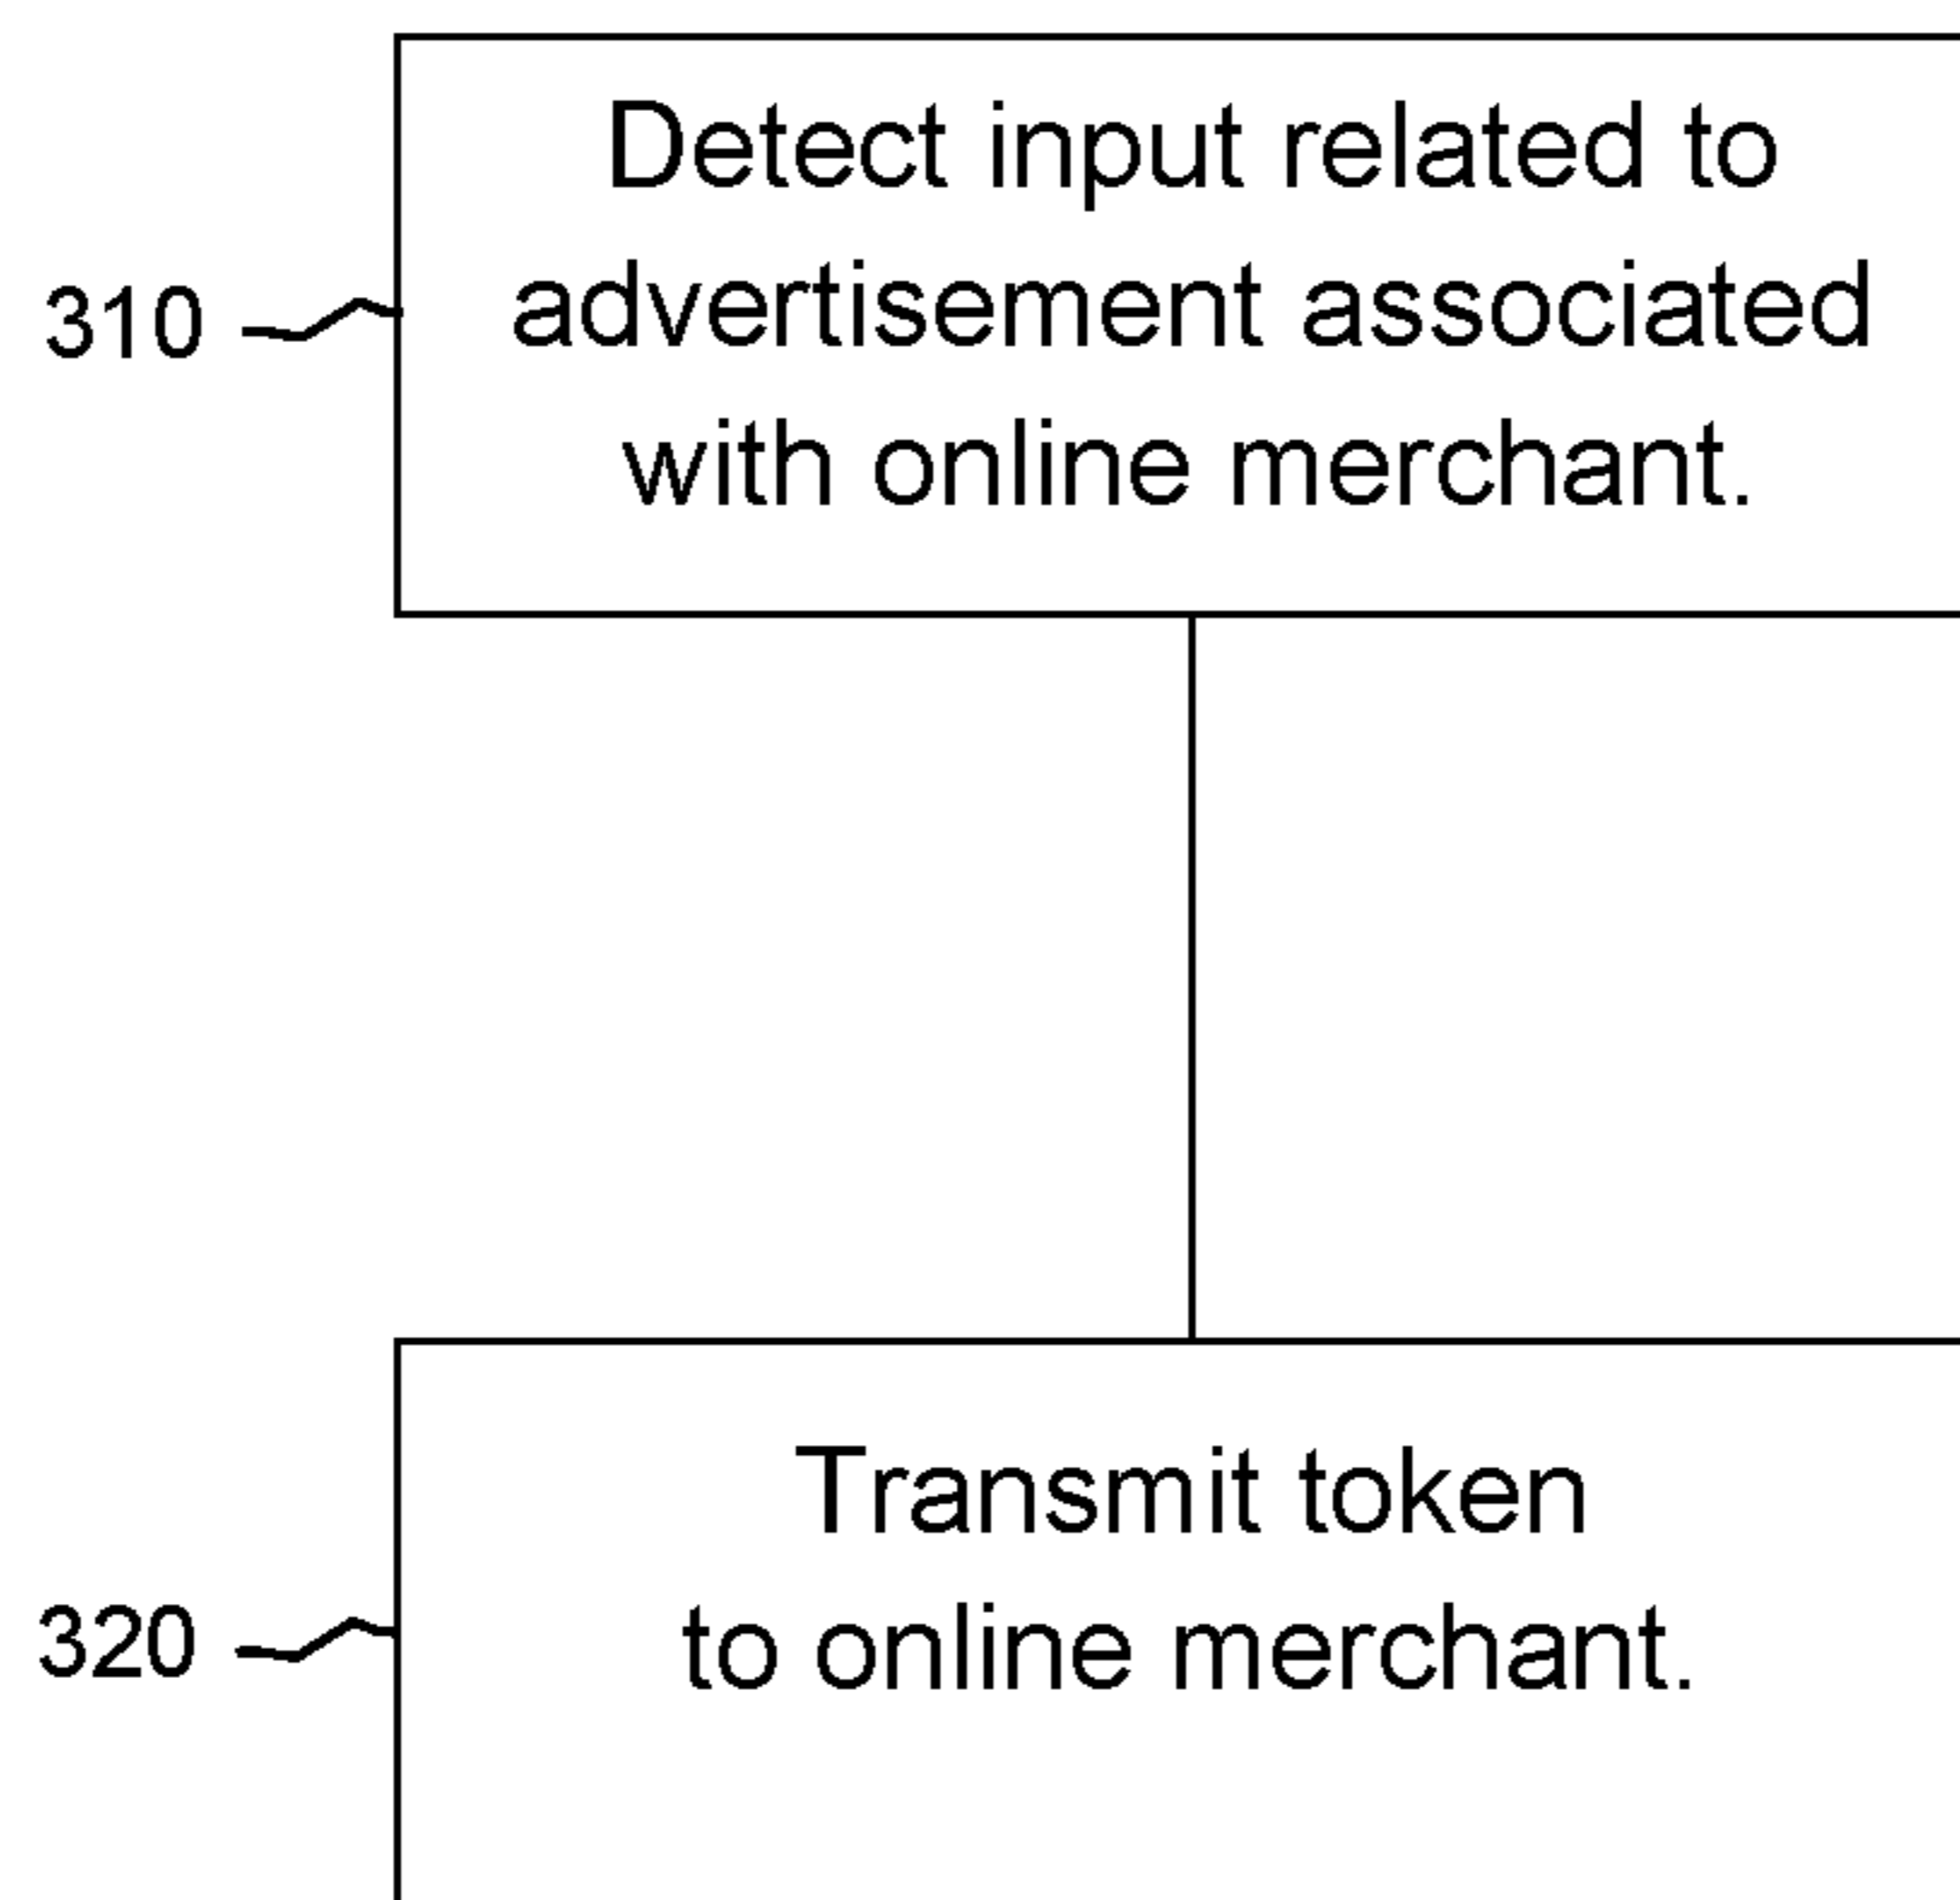 Detect input related to
310 advertisement associated
with online merchant.
Transmit token
320 to online merchant.